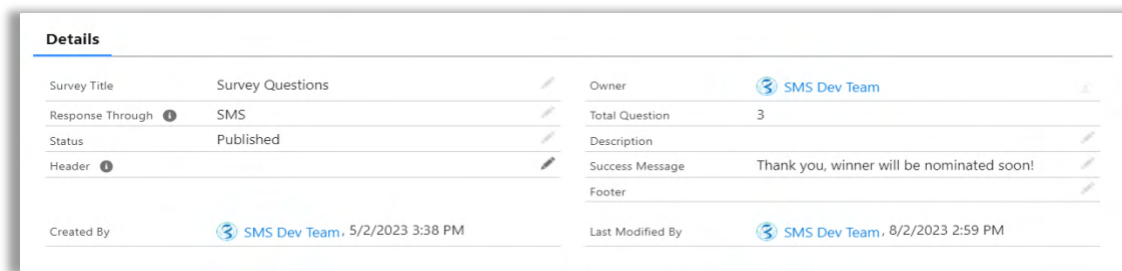 Details
Survey Title Survey Questions
Owner SMS Dev Team
Response Through SMS
Total Question 3
Status Published
Description
Header
Success Message Thank you, winner will be nominated soon!
Footer
Created By SMS Dev Team, 5/2/2023 3:38 PM
Last Modified By SMS Dev Team, 8/2/2023 2:59 PM